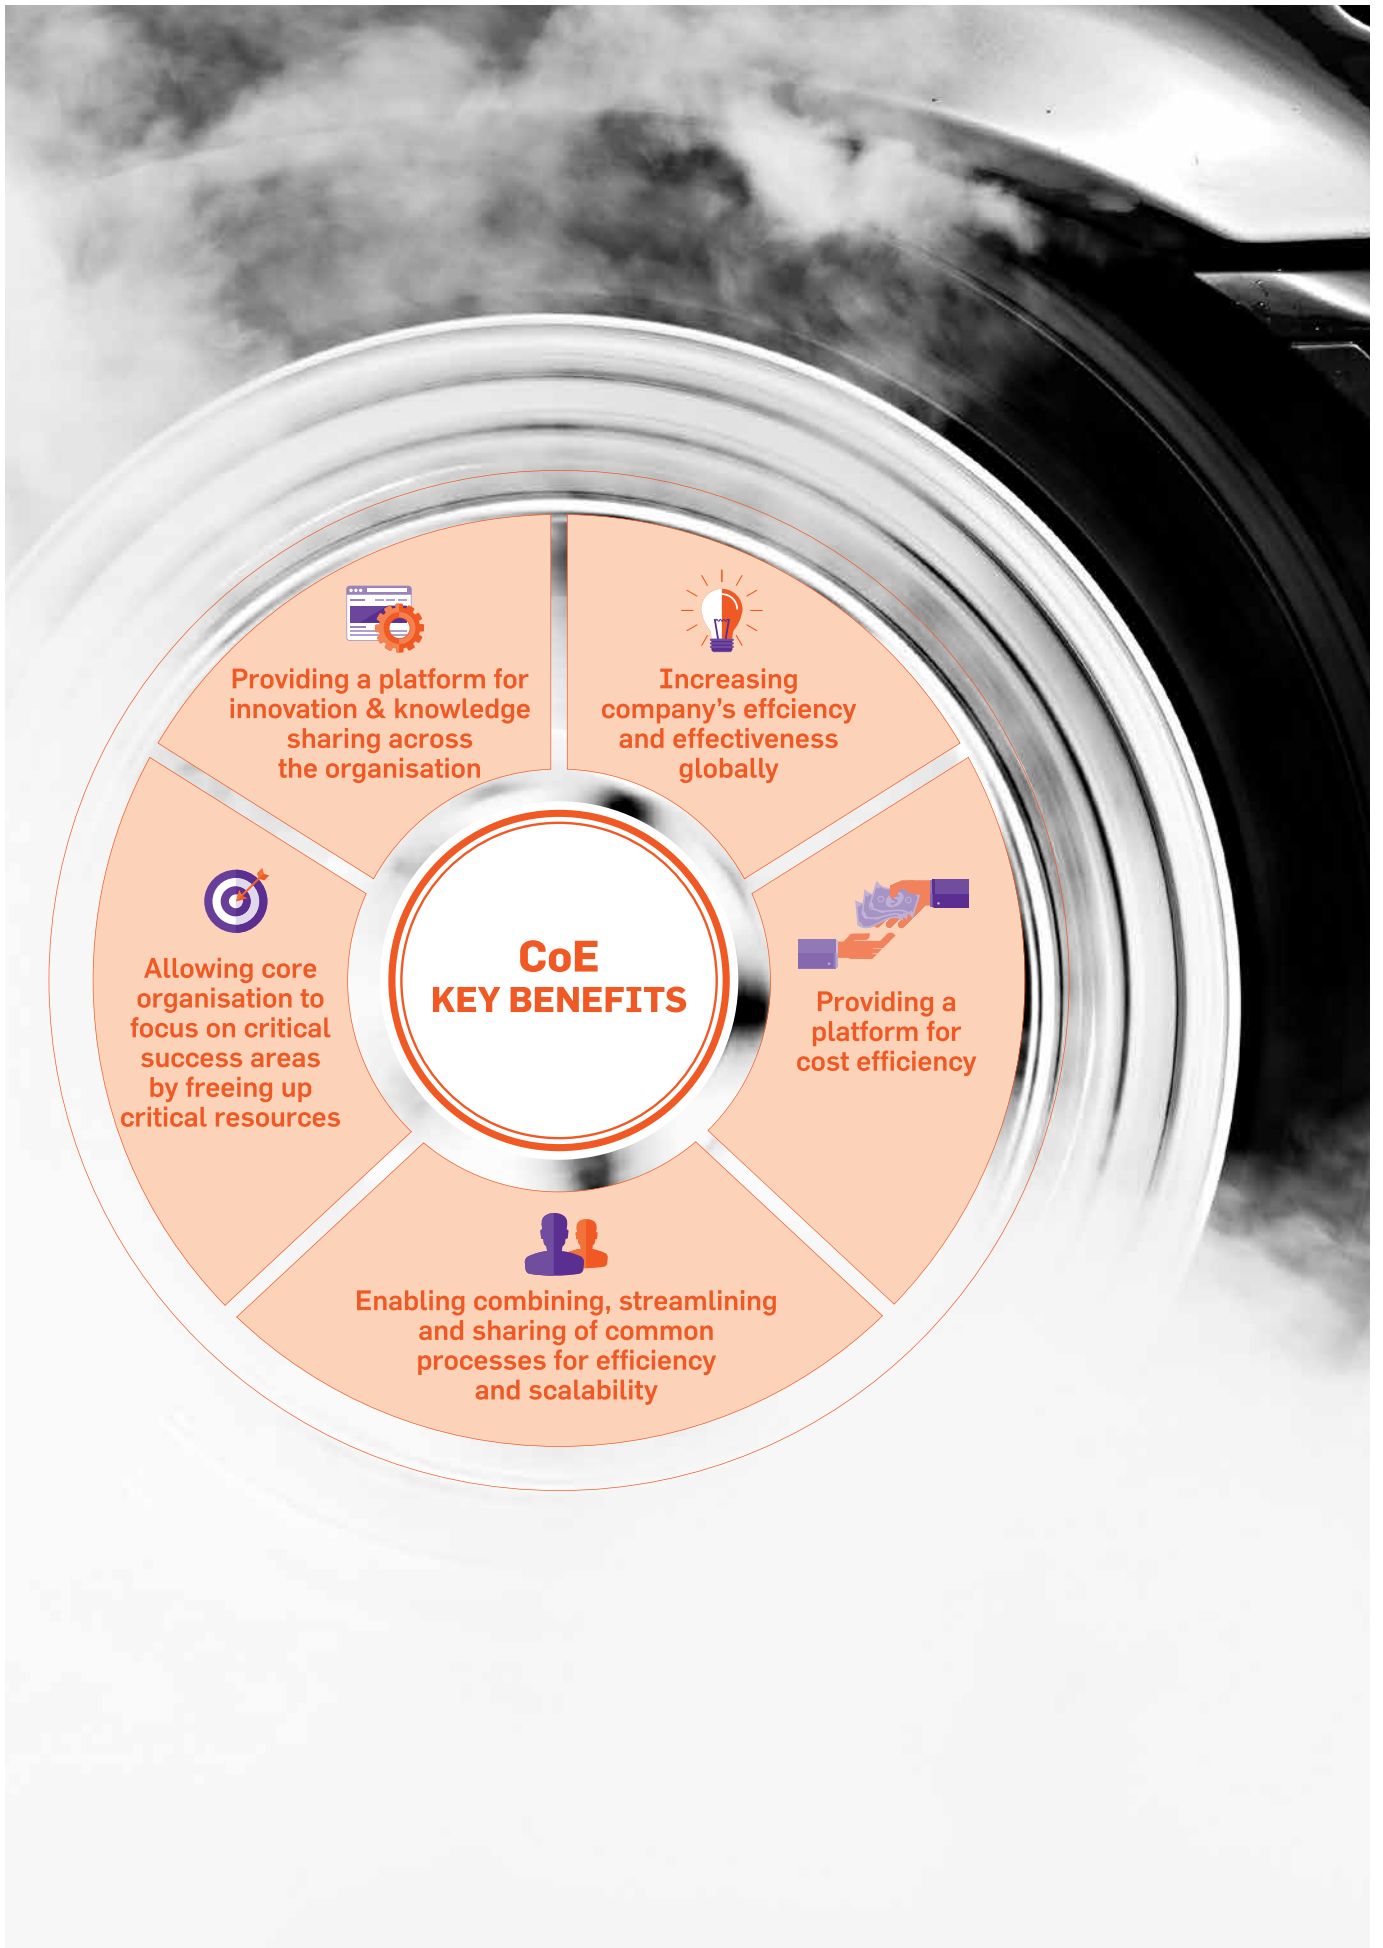 Providing a platform for
innovation & knowledge
sharing across
the organisation
Increasing
company's effciency
and effectiveness
globally
Allowing core
organisation to
focus on critical
success areas
by freeing up
critical resources
CoE
KEY BENEFITS
Providing a
platform for
cost efficiency
Enabling combining, streamlining
and sharing of common
processes for efficiency
and scalability